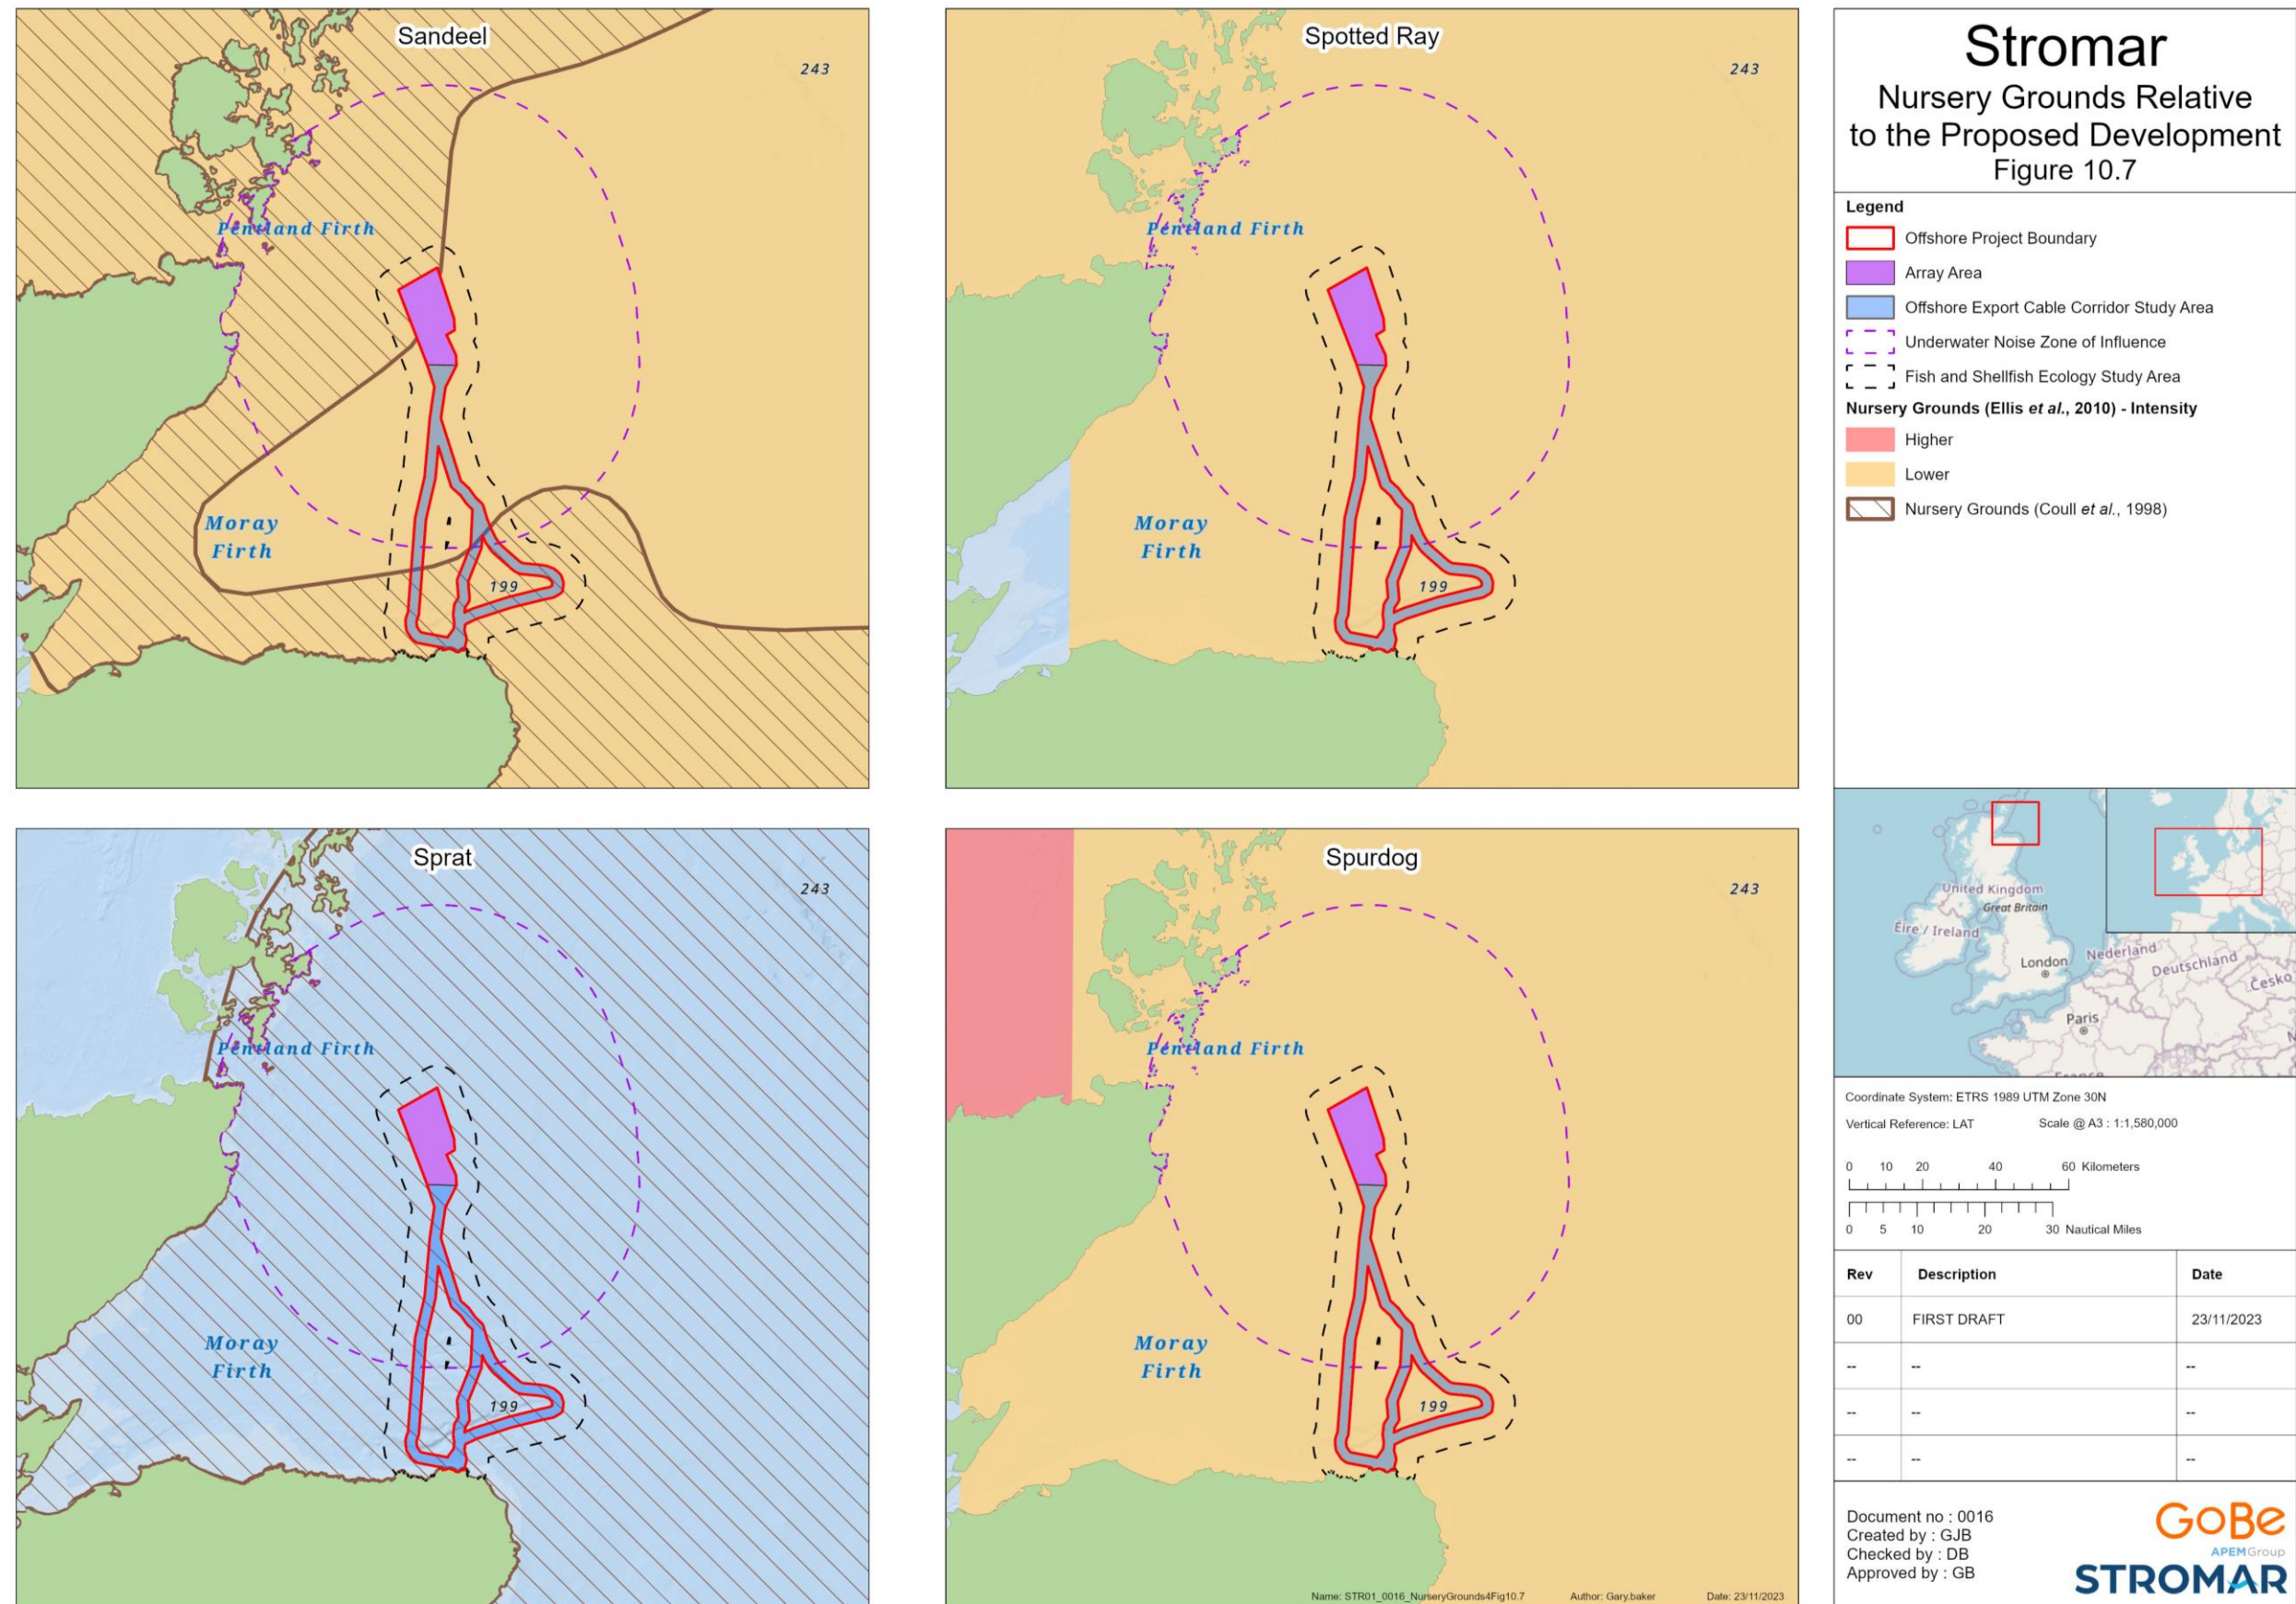 Sandeel
243
Pentland Firth
Moray
Firth
199
Spotted Ray
243
Pentland Firth
Moray
Firth
199
Sprat
243
Pentland Firth
Moray
Firth
199
Spurdog
243
Pentland Firth
Moray
Firth
199
Name: STR01_0016_NurseryGrounds4Fig10.7 Author: Gary.baker Date: 23/11/2023
Stromar
Nursery Grounds Relative
to the Proposed Development
Figure 10.7
Legend
Offshore Project Boundary
Array Area
Offshore Export Cable Corridor Study Area
Underwater Noise Zone of Influence
Fish and Shellfish Ecology Study Area
Nursery Grounds (Ellis et al., 2010) - Intensity
Higher
Lower
Nursery Grounds (Coull et al., 1998)
United Kingdom
Great Britain
Éire / Ireland
London
Nederland
Deutschland
Česko
Paris
Coordinate System: ETRS 1989 UTM Zone 30N
Vertical Reference: LAT Scale @ A3 : 1:1,580,000
0 10 20 40 60 Kilometers
0 5 10 20 30 Nautical Miles
Rev Description Date
00 FIRST DRAFT 23/11/2023
-- -- --
-- -- --
-- -- --
Document no : 0016
Created by : GJB
Checked by : DB
Approved by : GB
GoBe
APEMGroup
STROMAR